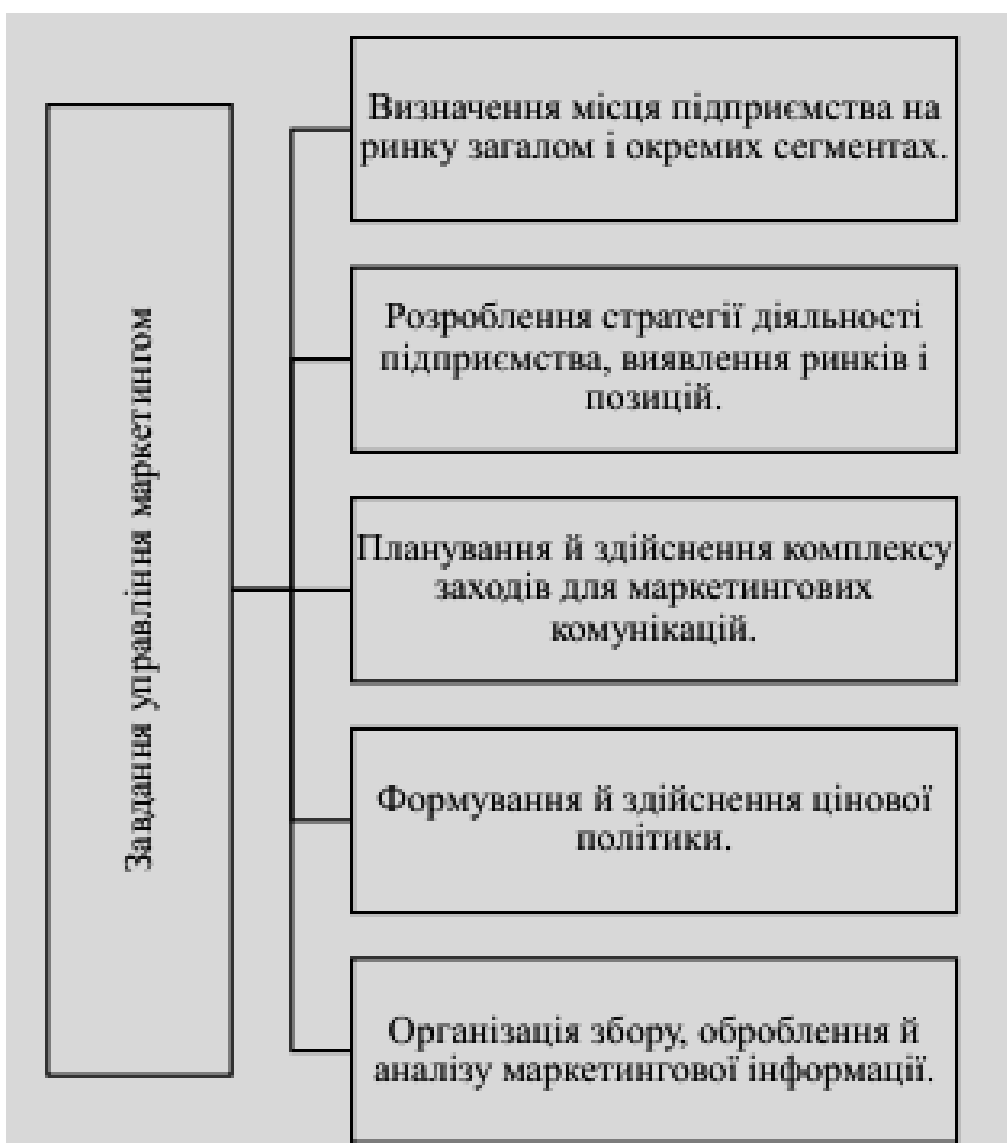 Завдання управління маркетингом
Визначення місця підприємства на
ринку загалом і окремих сегментах.
Розроблення стратегії діяльності
підприємства, виявлення ринків і
позицій.
Планування й здійснення комплексу
заходів для маркетингових
комунікацій.
Формування й здійснення цінової
політики.
Організація збору, оброблення й
аналізу маркетингової інформації.